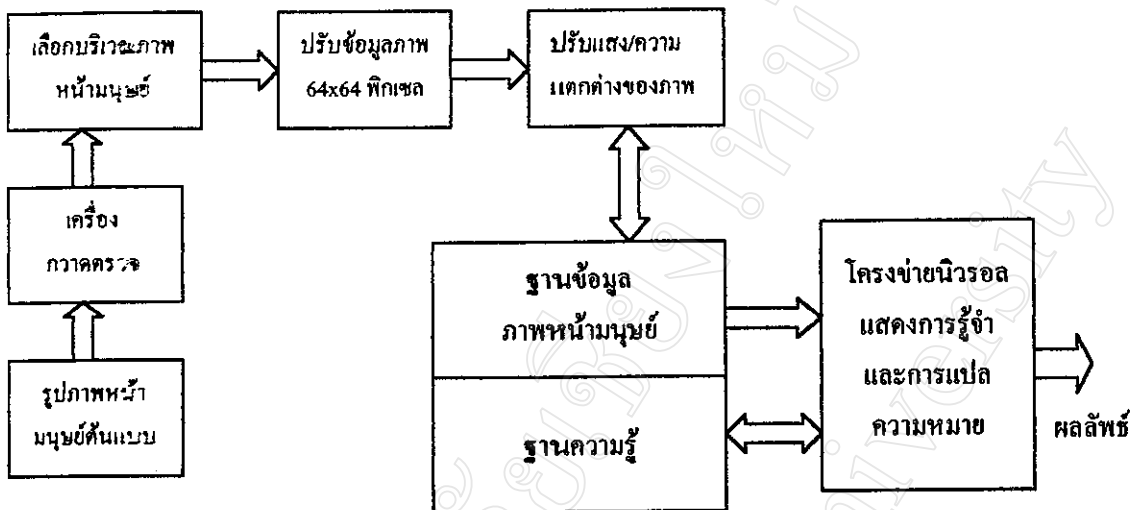 เลือกบริเวณภาพ
หน้ามนุษย์
ปรับข้อมูลภาพ
64x64 พิกเซล
ปรับแสง/ความ
แตกต่างของภาพ
เครื่อง
กวาดตรวจ
รูปภาพหน้า
มนุษย์ต้นแบบ
ฐานข้อมูล
ภาพหน้ามนุษย์
ฐานความรู้
โครงข่ายนิวรอล
แสดงการรู้จำ
และการแปล
ความหมาย
ผลลัพธ์
University